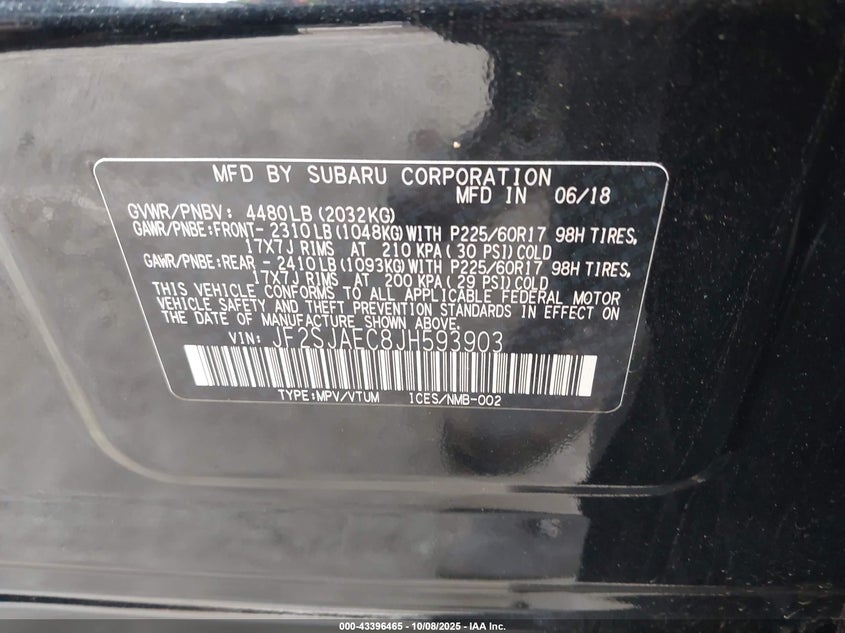 MFD BY SUBARU CORPORATION
MFD IN 06/18
GVWR/PNBV: 4480LB (2032KG)
GAWR/PNBE:FRONT- 2310 LB (1048KG) WITH P225/60R17 98H TIRES,
17X7J RIMS AT 210 KPA ( 30 PSI) COLD
GAWR/PNBE:REAR - 2410 LB (1093KG) WITH P225/60R17 98H TIRES,
17X7J RIMS AT 200 KPA ( 29 PSI) COLD
THIS VEHICLE CONFORMS TO ALL APPLICABLE FEDERAL MOTOR
VEHICLE SAFETY AND THEFT PREVENTION STANDARDS IN EFFECT ON
THE DATE OF MANUFACTURE SHOWN ABOVE.
VIN: JF2SJAEC8JH593903
TYPE:MPV/VTUM ICES/NMB-002
000-43396465 - 10/08/2025 - IAA Inc.